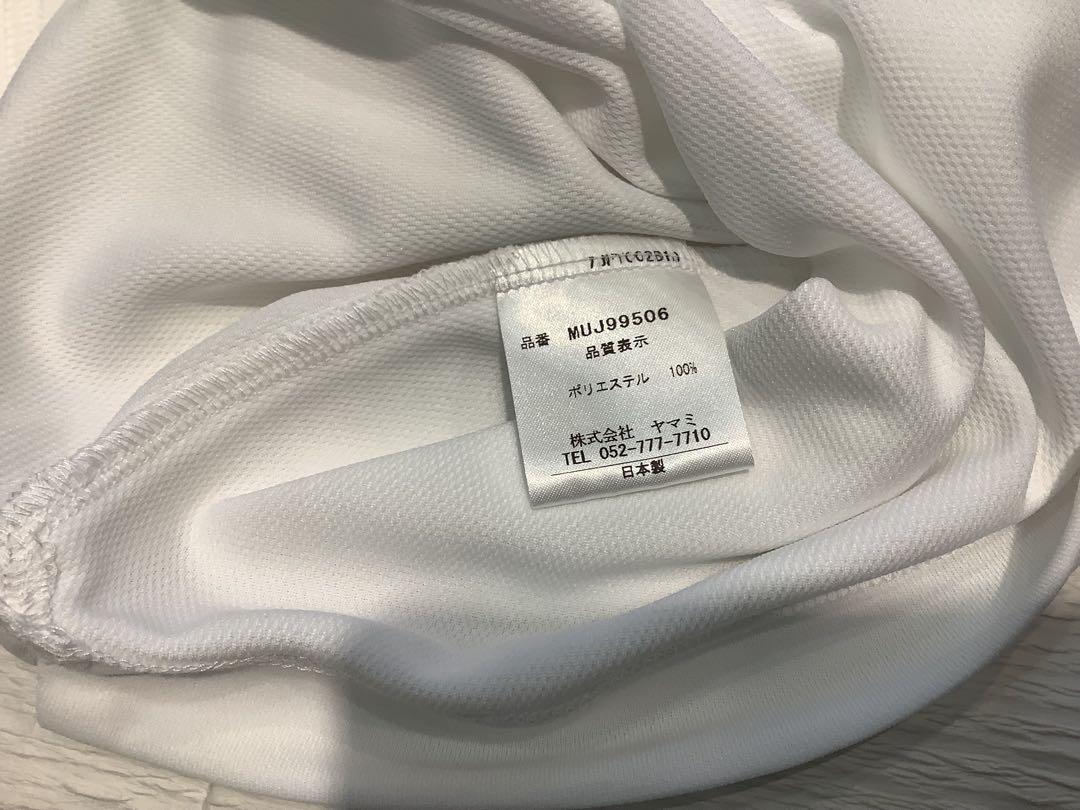 品番 MUJ99506
品質表示
ポリエステル 100%
株式会社 ヤマミ
TEL 052-777-7710
日本製